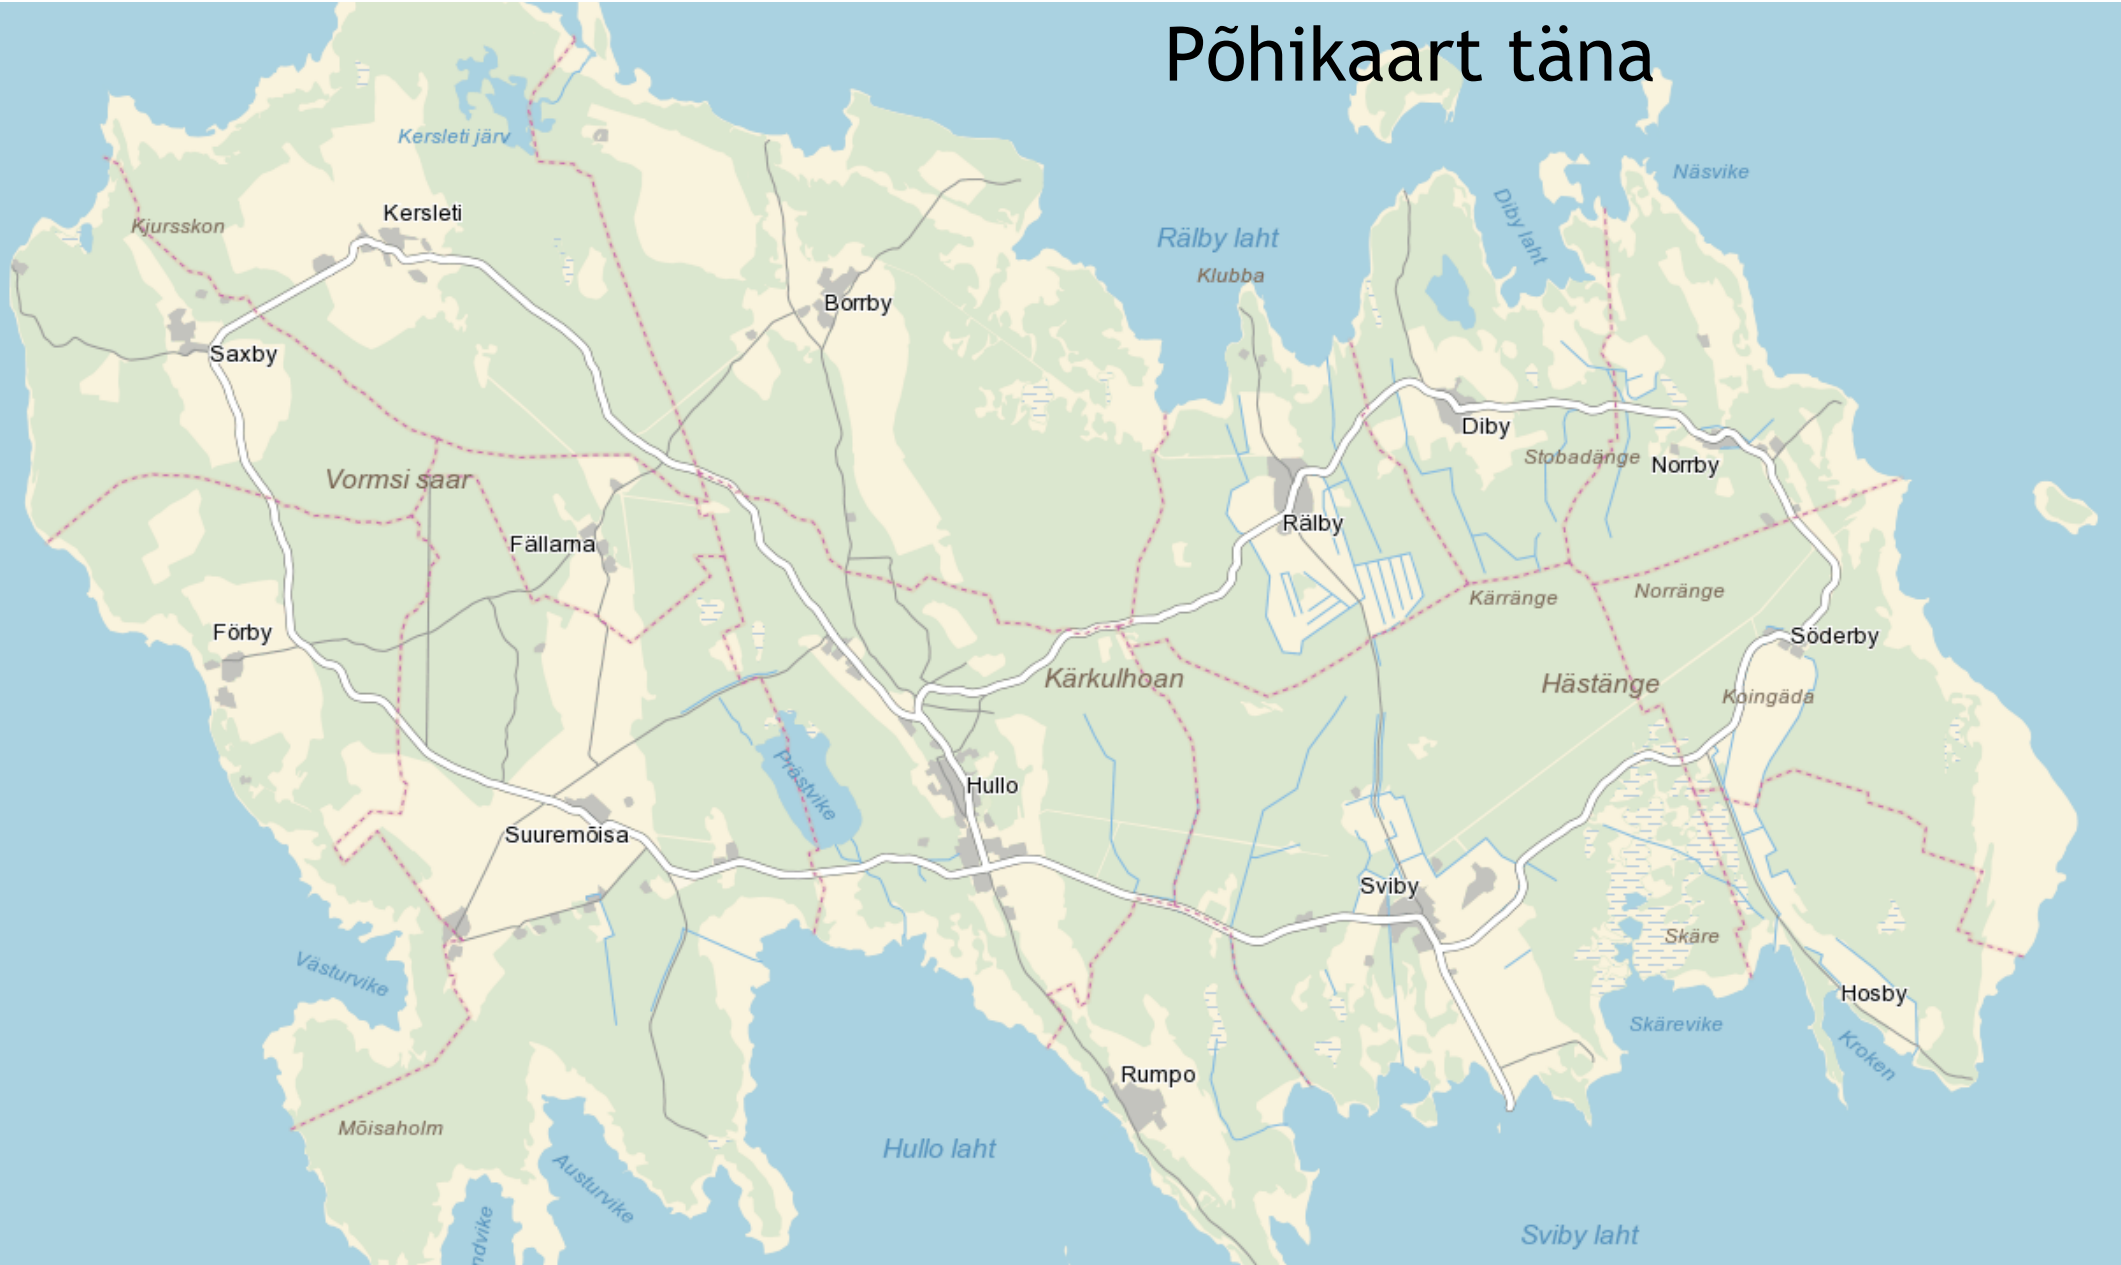 Põhikaart täna
Kersleti järv
Näsvike
Kersleti
Kjursskon
Diby laht
Rälby laht
Klubba
Borrby
Saxby
Diby
Stobadänge
Norrby
Vormsi saar
Rälby
Fällarna
Norränge
Kärränge
Förby
Söderby
Kärkulhoan
Hästänge
Koingäda
Prästvike
Hullo
Suuremõisa
Sviby
Skäre
Västurvike
Hosby
Skärevike
Kroken
Rumpo
Mõisaholm
Hullo laht
Austurvike
ndvike
Sviby laht